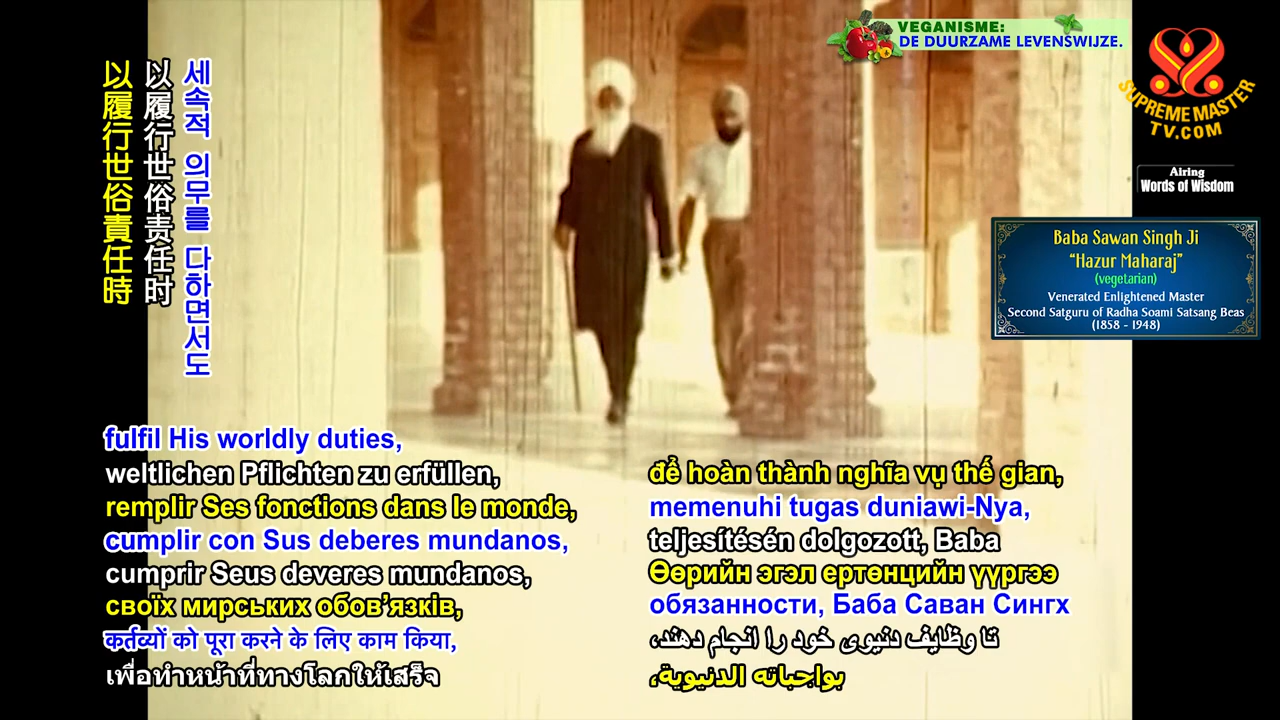 VEGANISME:
DE DUURZAME LEVENSWIJZE.
SUPREME MASTER
TV.COM
Airing
Words of Wisdom
Baba Sawan Singh Ji
“Hazur Maharaj”
(vegetarian)
Venerated Enlightened Master
Second Satguru of Radha Soami Satsang Beas
(1858 - 1948)
세속적 의무를 다하면서도
以履行世俗责任时
以履行世俗責任時
fulfil His worldly duties,
weltlichen Pflichten zu erfüllen,
remplir Ses fonctions dans le monde,
cumplir con Sus deberes mundanos,
cumprir Seus deveres mundanos,
своїх мирських обов’язків,
कर्तव्यों को पूरा करने के लिए काम किया,
เพื่อทำหน้าที่ทางโลกให้เสร็จ
để hoàn thành nghĩa vụ thế gian,
memenuhi tugas duniawi-Nya,
teljesítésén dolgozott, Baba
Өөрийн эгэл ертөнцийн үүргээ
обязанности, Баба Саван Сингх
تا وظایف دنیوی خود را انجام دهند،
بواجباته الدنيوية،